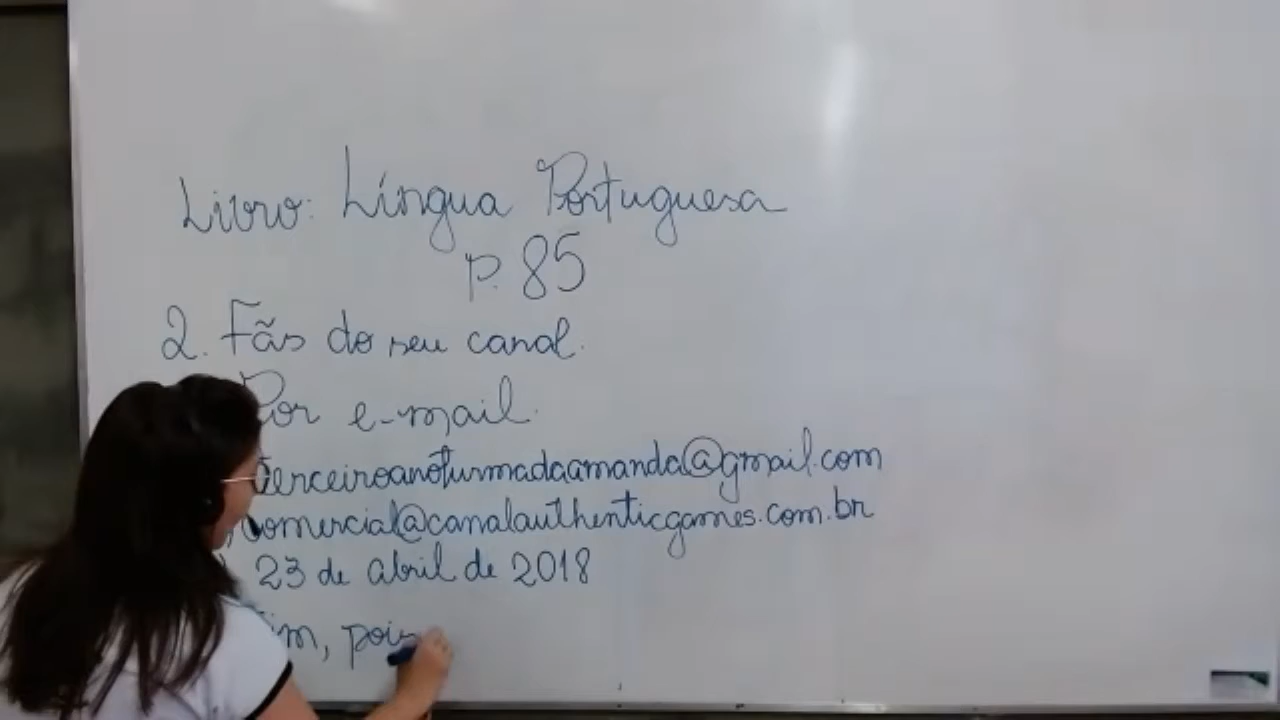 Livro: Língua Portuguesa
p. 85
2. Fãs do seu canal.
Por e-mail.
terceiroanoturmadaamanda@gmail.com
comercial@canalauthenticgames.com.br
23 de abril de 2018
pois